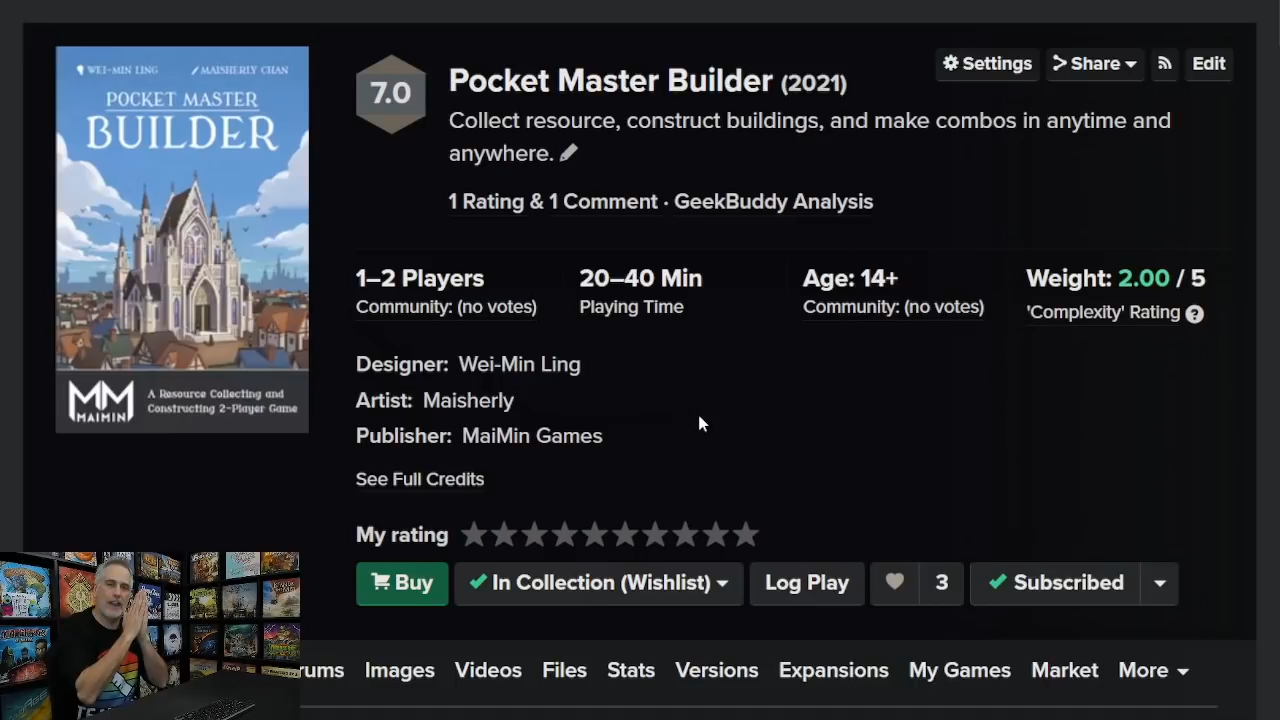 WEI-MIN LING MAISHERLY CHAN
POCKET MASTER
BUILDER
MM
MAIMIN
A Resource Collecting and
Constructing 2-Player Game
7.0
Pocket Master Builder (2021)
Settings
Share
Edit
Collect resource, construct buildings, and make combos in anytime and
anywhere.
1 Rating & 1 Comment · GeekBuddy Analysis
1–2 Players
Community: (no votes)
20–40 Min
Playing Time
Age: 14+
Community: (no votes)
Weight: 2.00 / 5
'Complexity' Rating ?
Designer: Wei-Min Ling
Artist: Maisherly
Publisher: MaiMin Games
See Full Credits
My rating
Buy
In Collection (Wishlist)
Log Play
3
Subscribed
rums Images Videos Files Stats Versions Expansions My Games Market More